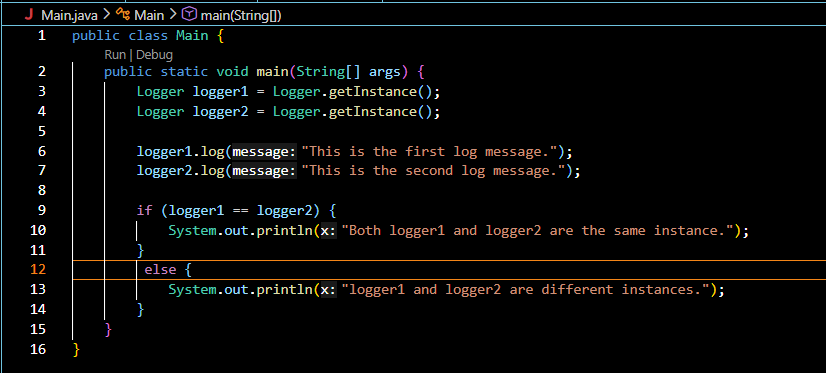 Main.java > Main > main(String[])
1 public class Main {
Run | Debug
2 public static void main(String[] args) {
3 Logger logger1 = Logger.getInstance();
4 Logger logger2 = Logger.getInstance();
5
6 logger1.log(message: "This is the first log message.");
7 logger2.log(message: "This is the second log message.");
8
9 if (logger1 == logger2) {
10 System.out.println(x: "Both logger1 and logger2 are the same instance.");
11 }
12 else {
13 System.out.println(x: "logger1 and logger2 are different instances.");
14 }
15 }
16 }